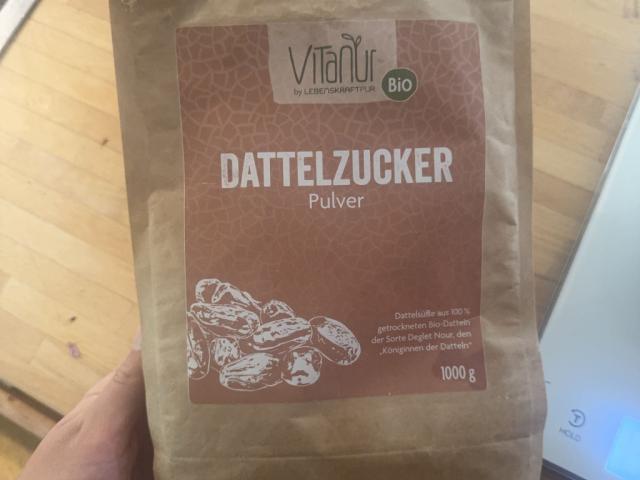 VITaNur
by LEBENSKRAFTPUR
Bio
DATTELZUCKER
Pulver
Dattelsüße aus 100 %
getrockneten Bio-Datteln
der Sorte Deglet Nour, den
„Königinnen der Datteln"
1000 g
T
HOLD